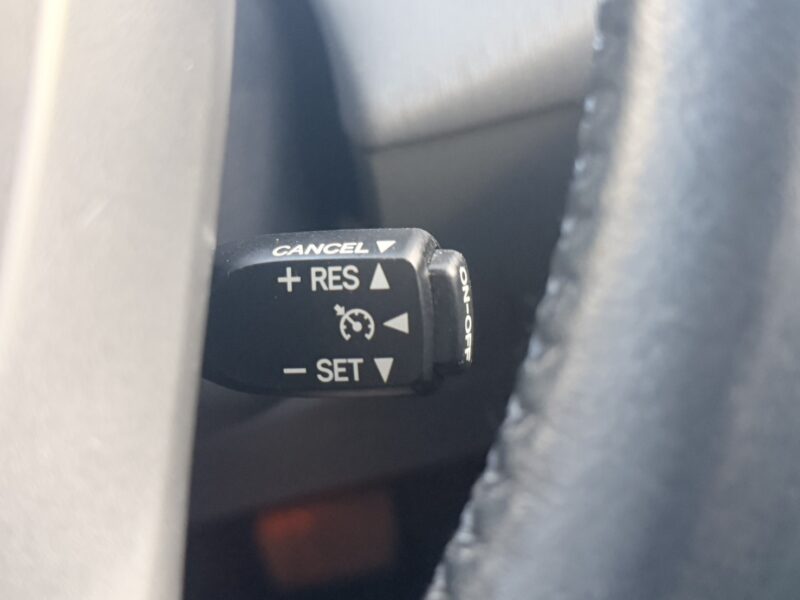 CANCEL ▼
+ RES ▲
◀
− SET ▼
ON-OFF